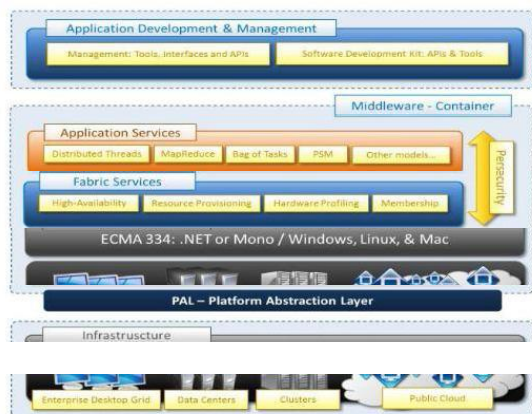 Application Development & Management
Management: Tools, Interfaces and APIs
Software Development Kit: APIs & Tools
Middleware - Container
Application Services
Distributed Threads
MapReduce
Bag of Tasks
PSM
Other models...
Persecurity
Fabric Services
High-Availability
Resource Provisioning
Hardware Profiling
Membership
ECMA 334: .NET or Mono / Windows, Linux, & Mac
PAL – Platform Abstraction Layer
Infrastruscture
Enterprise Desktop Grid
Data Centers
Clusters
Public Cloud